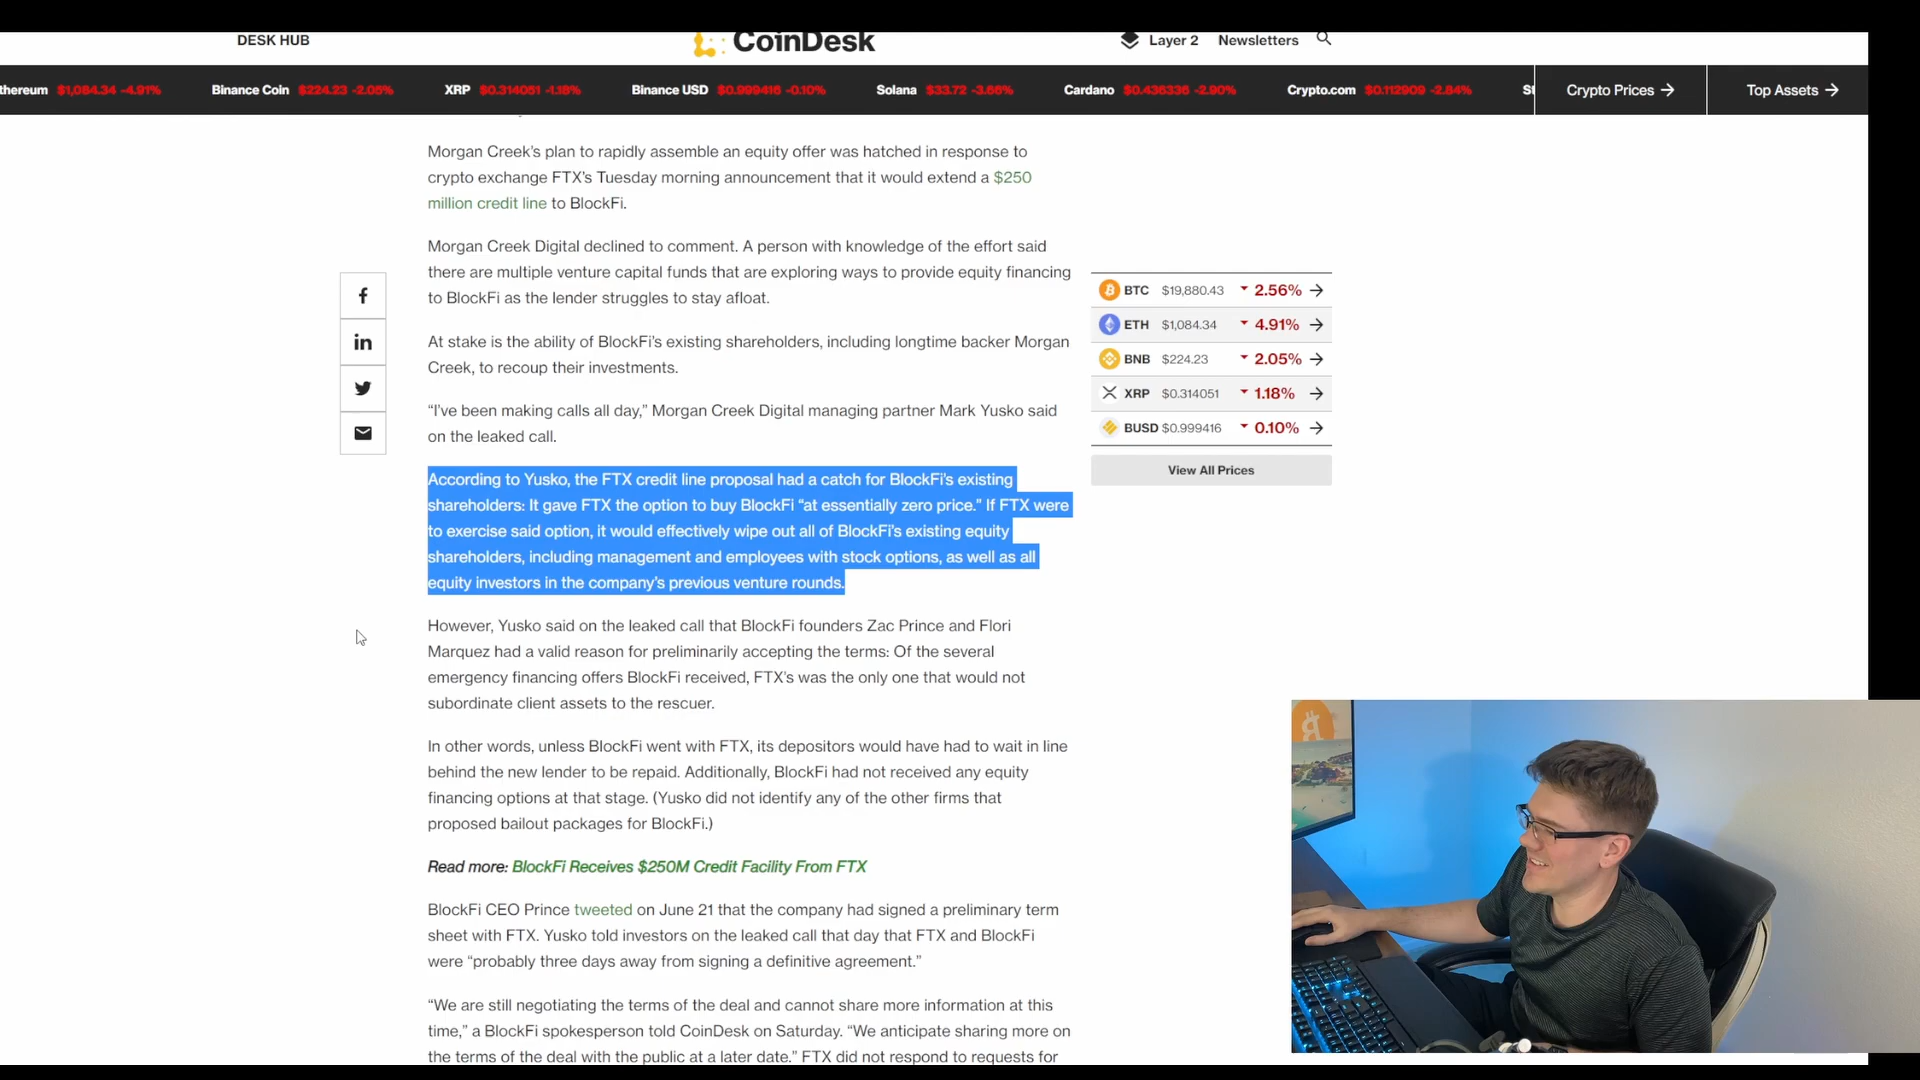 DESK HUB
CoinDesk
Layer 2 Newsletters
thereum $1,084.34 -4.91% Binance Coin $224.23 -2.05% XRP $0.314051 -1.18% Binance USD $0.999416 -0.10% Solana $33.72 -3.66% Cardano $0.436336 -2.90% Crypto.com $0.112909 -2.84% St
Crypto Prices → Top Assets →
Morgan Creek’s plan to rapidly assemble an equity offer was hatched in response to
crypto exchange FTX’s Tuesday morning announcement that it would extend a $250
million credit line to BlockFi.
Morgan Creek Digital declined to comment. A person with knowledge of the effort said
there are multiple venture capital funds that are exploring ways to provide equity financing
to BlockFi as the lender struggles to stay afloat.
At stake is the ability of BlockFi’s existing shareholders, including longtime backer Morgan
Creek, to recoup their investments.
“I’ve been making calls all day,” Morgan Creek Digital managing partner Mark Yusko said
on the leaked call.
According to Yusko, the FTX credit line proposal had a catch for BlockFi’s existing
shareholders: It gave FTX the option to buy BlockFi “at essentially zero price.” If FTX were
to exercise said option, it would effectively wipe out all of BlockFi’s existing equity
shareholders, including management and employees with stock options, as well as all
equity investors in the company’s previous venture rounds.
However, Yusko said on the leaked call that BlockFi founders Zac Prince and Flori
Marquez had a valid reason for preliminarily accepting the terms: Of the several
emergency financing offers BlockFi received, FTX’s was the only one that would not
subordinate client assets to the rescuer.
In other words, unless BlockFi went with FTX, its depositors would have had to wait in line
behind the new lender to be repaid. Additionally, BlockFi had not received any equity
financing options at that stage. (Yusko did not identify any of the other firms that
proposed bailout packages for BlockFi.)
Read more: BlockFi Receives $250M Credit Facility From FTX
BlockFi CEO Prince tweeted on June 21 that the company had signed a preliminary term
sheet with FTX. Yusko told investors on the leaked call that day that FTX and BlockFi
were “probably three days away from signing a definitive agreement.”
“We are still negotiating the terms of the deal and cannot share more information at this
time,” a BlockFi spokesperson told CoinDesk on Saturday. “We anticipate sharing more on
the terms of the deal with the public at a later date.” FTX did not respond to requests for
BTC $19,880.43 2.56% →
ETH $1,084.34 4.91% →
BNB $224.23 2.05% →
XRP $0.314051 1.18% →
BUSD $0.999416 0.10% →
View All Prices